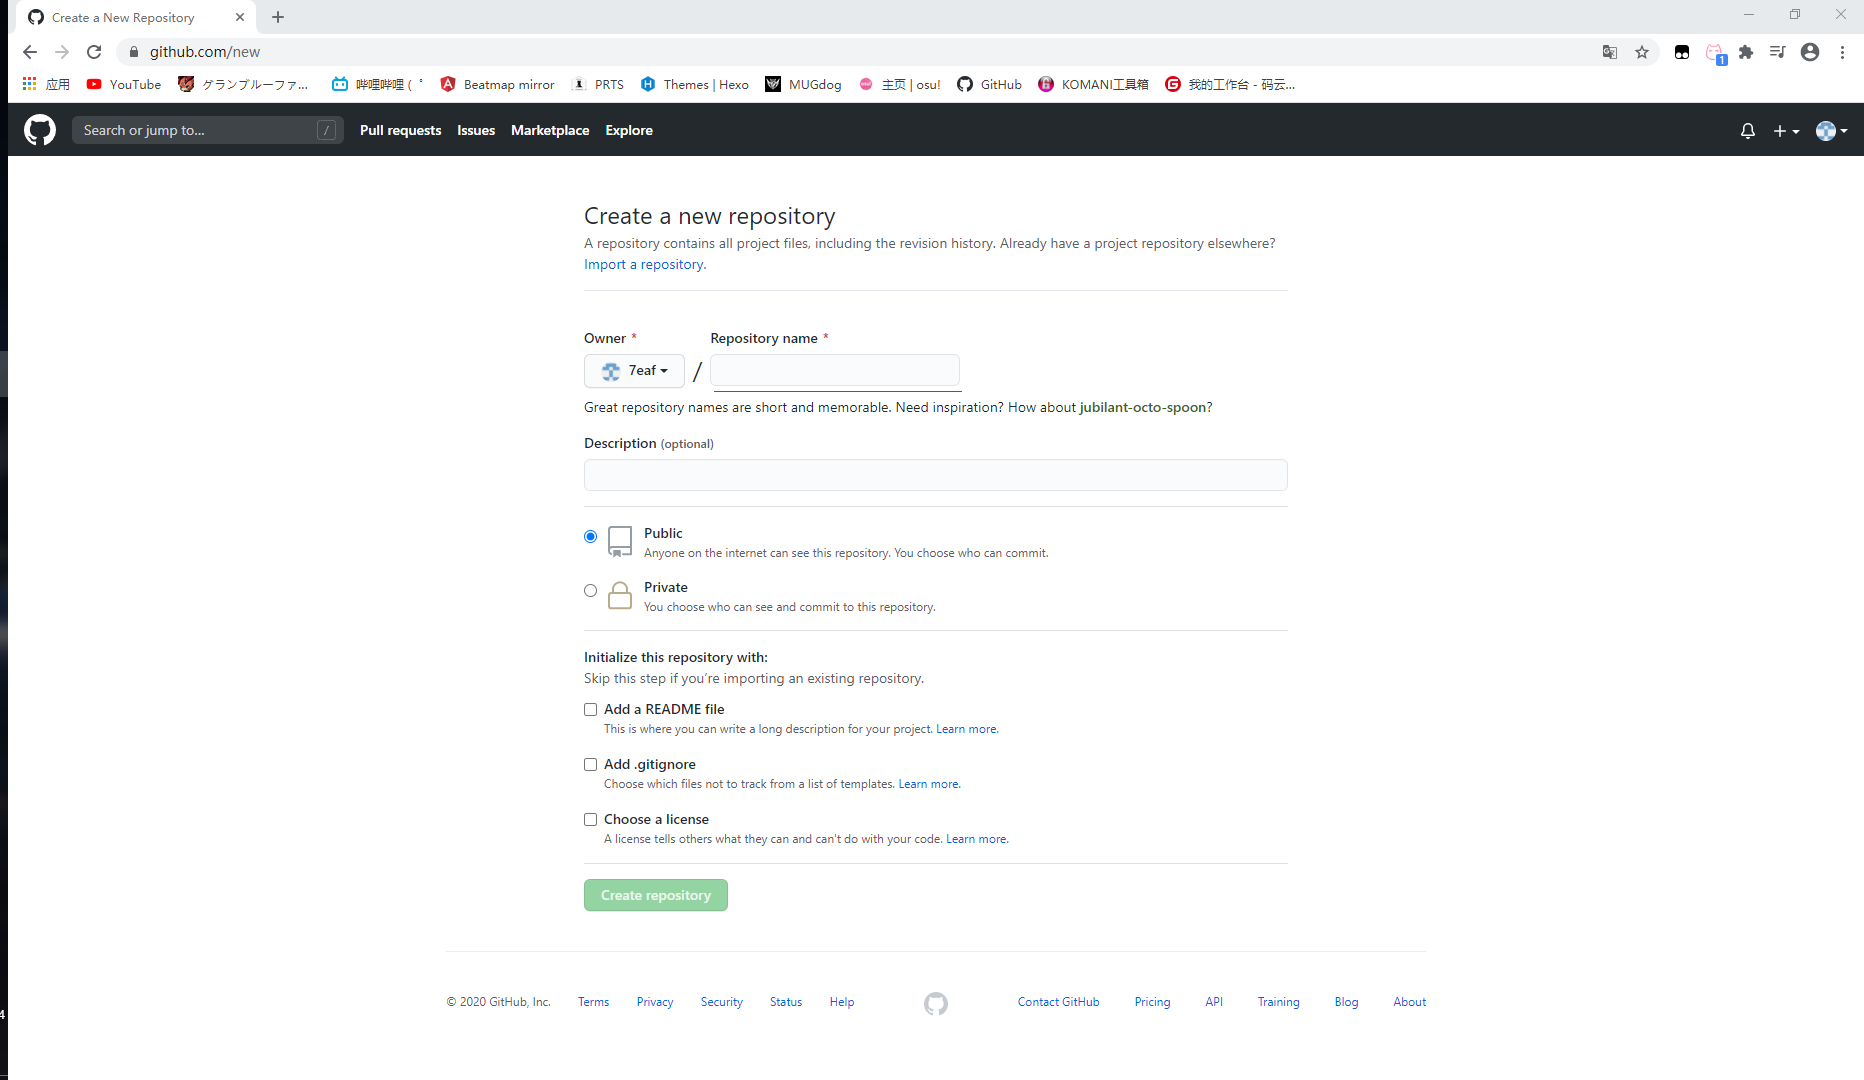 Create a New Repository
github.com/new
1
应用 YouTube グランブルーファ... 哔哩哔哩 ( ゜ Beatmap mirror PRTS Themes | Hexo MUGdog 主页 | osu! GitHub KOMANI工具箱 我的工作台 - 码云...
Search or jump to... / Pull requests Issues Marketplace Explore
Create a new repository
A repository contains all project files, including the revision history. Already have a project repository elsewhere?
Import a repository.
Owner * Repository name *
7eaf /
Great repository names are short and memorable. Need inspiration? How about jubilant-octo-spoon?
Description (optional)
Public
Anyone on the internet can see this repository. You choose who can commit.
Private
You choose who can see and commit to this repository.
Initialize this repository with:
Skip this step if you’re importing an existing repository.
Add a README file
This is where you can write a long description for your project. Learn more.
Add .gitignore
Choose which files not to track from a list of templates. Learn more.
Choose a license
A license tells others what they can and can't do with your code. Learn more.
Create repository
© 2020 GitHub, Inc. Terms Privacy Security Status Help Contact GitHub Pricing API Training Blog About
4